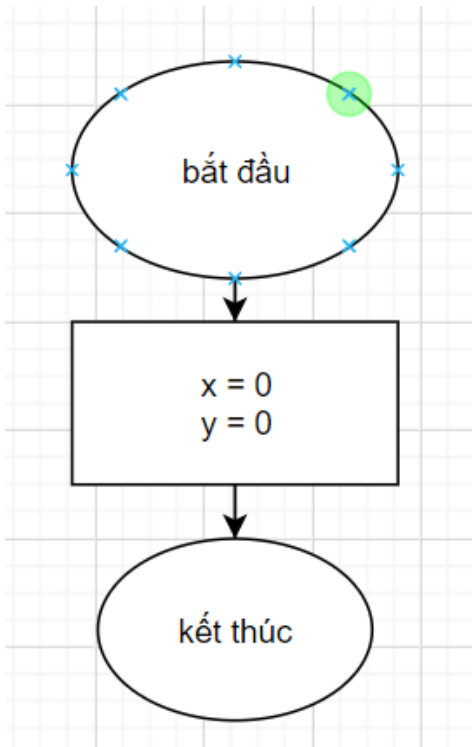 bắt đầu
x = 0
y = 0
kết thúc